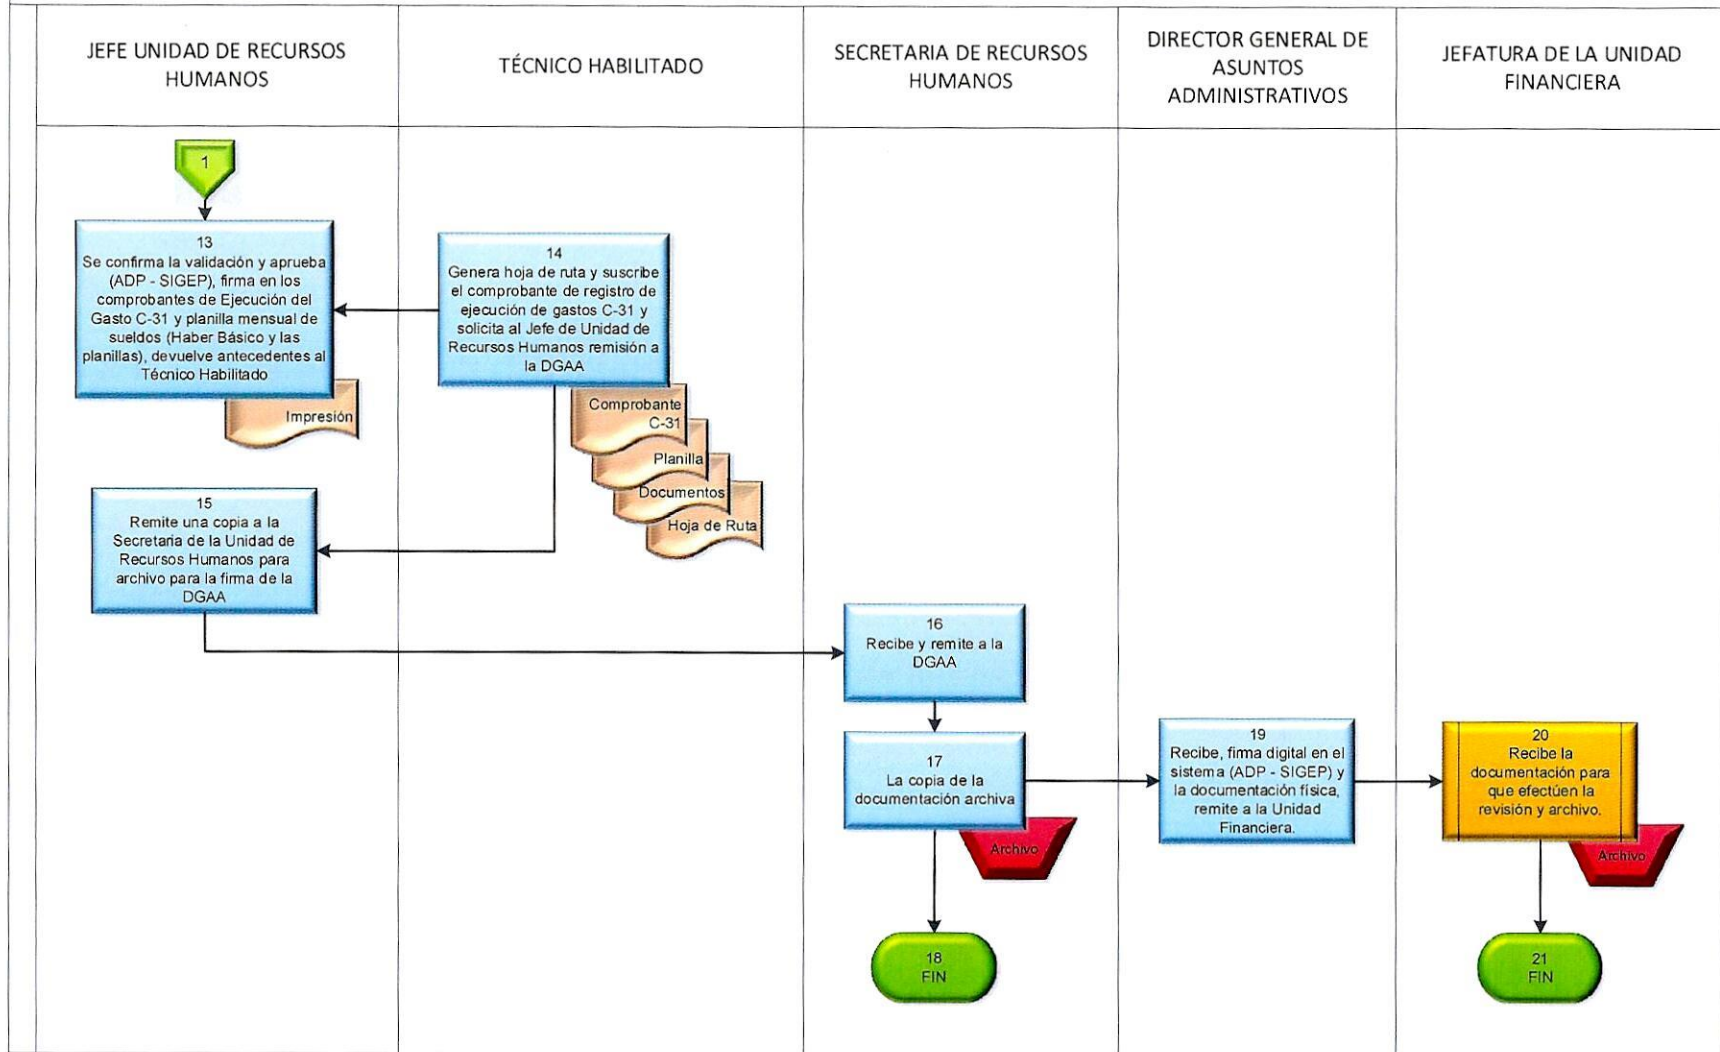 JEFE UNIDAD DE RECURSOS
HUMANOS
TÉCNICO HABILITADO
SECRETARIA DE RECURSOS
HUMANOS
DIRECTOR GENERAL DE
ASUNTOS
ADMINISTRATIVOS
JEFATURA DE LA UNIDAD
FINANCIERA
1
13
Se confirma la validación y aprueba
(ADP - SIGEP), firma en los
comprobantes de Ejecución del
Gasto C-31 y planilla mensual de
sueldos (Haber Básico y las
planillas), devuelve antecedentes al
Técnico Habilitado
Impresión
14
Genera hoja de ruta y suscribe
el comprobante de registro de
ejecución de gastos C-31 y
solicita al Jefe de Unidad de
Recursos Humanos remisión a
la DGAA
Comprobante
C-31
Planilla
Documentos
Hoja de Ruta
15
Remite una copia a la
Secretaria de la Unidad de
Recursos Humanos para
archivo para la firma de la
DGAA
16
Recibe y remite a la
DGAA
17
La copia de la
documentación archiva
Archivo
18
FIN
19
Recibe, firma digital en el
sistema (ADP - SIGEP) y
la documentación física,
remite a la Unidad
Financiera.
20
Recibe la
documentación para
que efectúen la
revisión y archivo.
Archivo
21
FIN